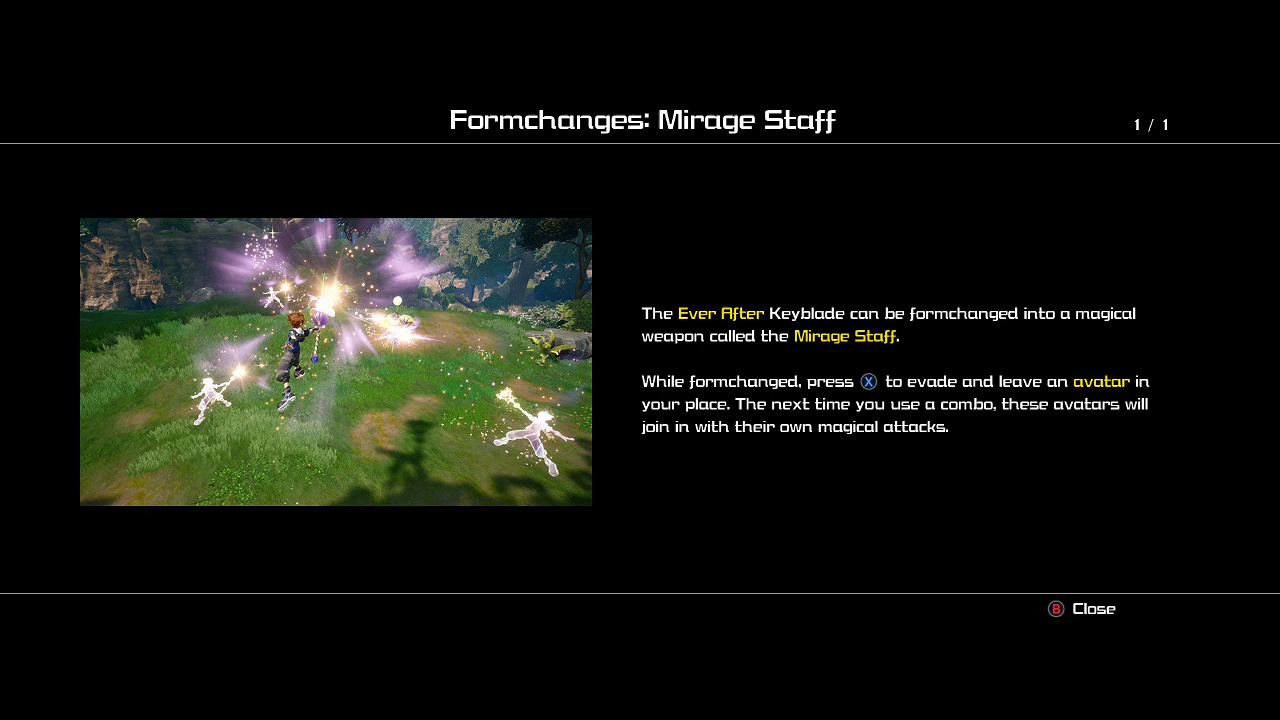 Formchanges: Mirage Staff
1 / 1
The Ever After Keyblade can be formchanged into a magical
weapon called the Mirage Staff.
While formchanged, press X to evade and leave an avatar in
your place. The next time you use a combo, these avatars will
join in with their own magical attacks.
B Close